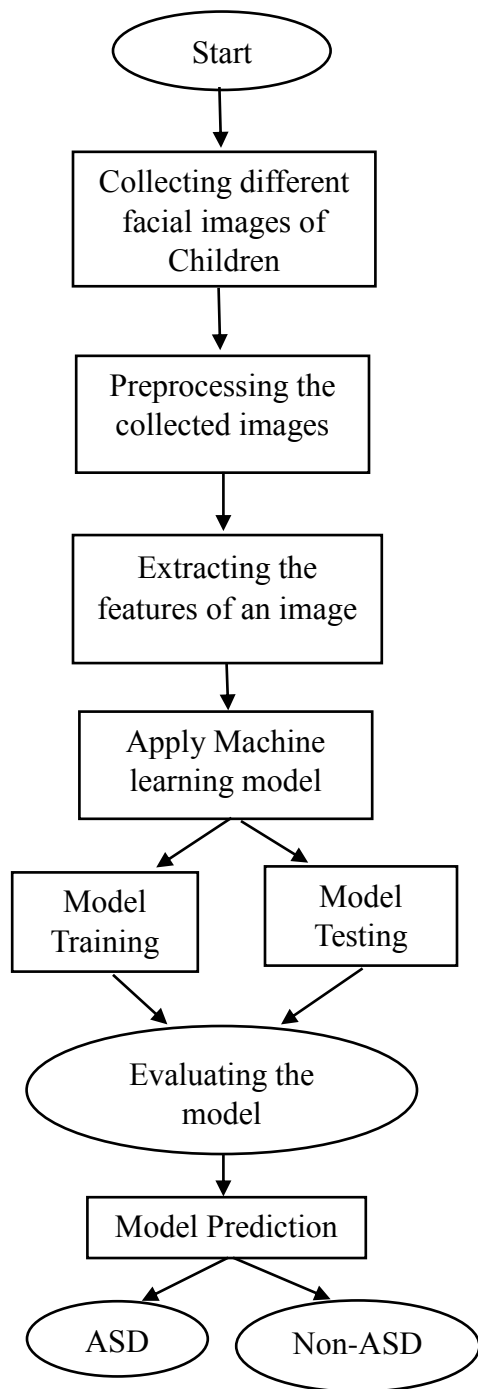 Start
Collecting different
facial images of
Children
Preprocessing the
collected images
Extracting the
features of an image
Apply Machine
learning model
Model
Training
Model
Testing
Evaluating the
model
Model Prediction
ASD
Non-ASD